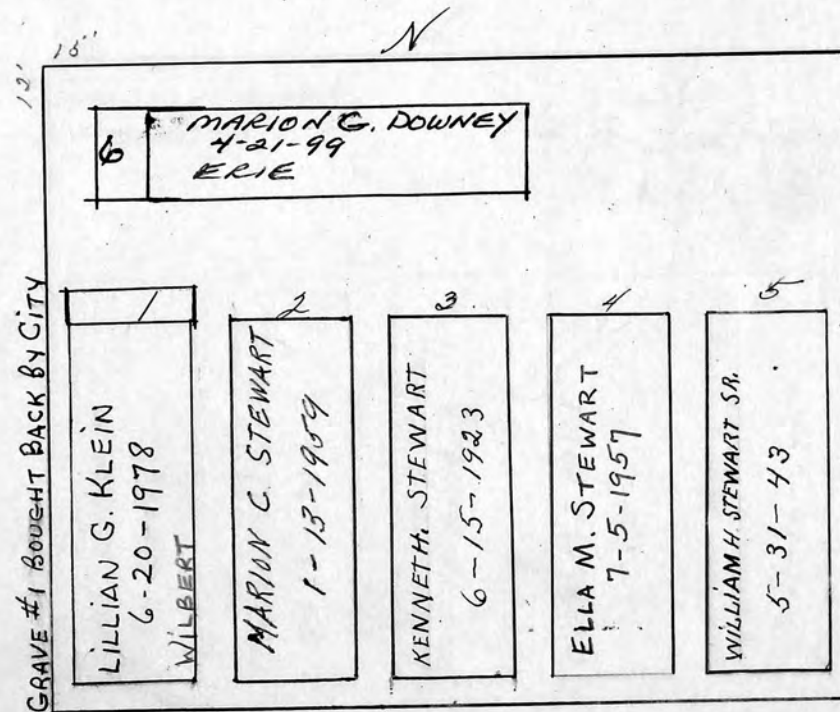 N
15'
12'
6
MARION G. DOWNEY
4-21-99
ERIE
GRAVE #1 BOUGHT BACK BY CITY
1
LILLIAN G. KLEIN
6-20-1978
WILBERT
2
MARION C. STEWART
1-13-1959
3
KENNETH. STEWART
6-15-1923
4
ELLA M. STEWART
7-5-1957
5
WILLIAM H. STEWART SR.
5-31-43